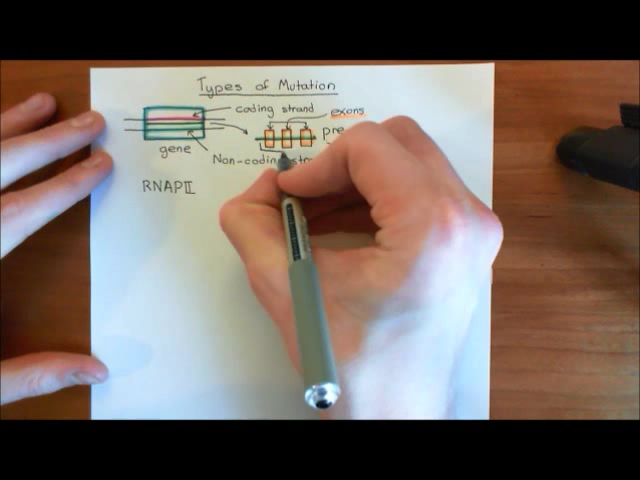 Types of Mutation
coding strand
exons
pre
gene
Non-coding
RNAPII